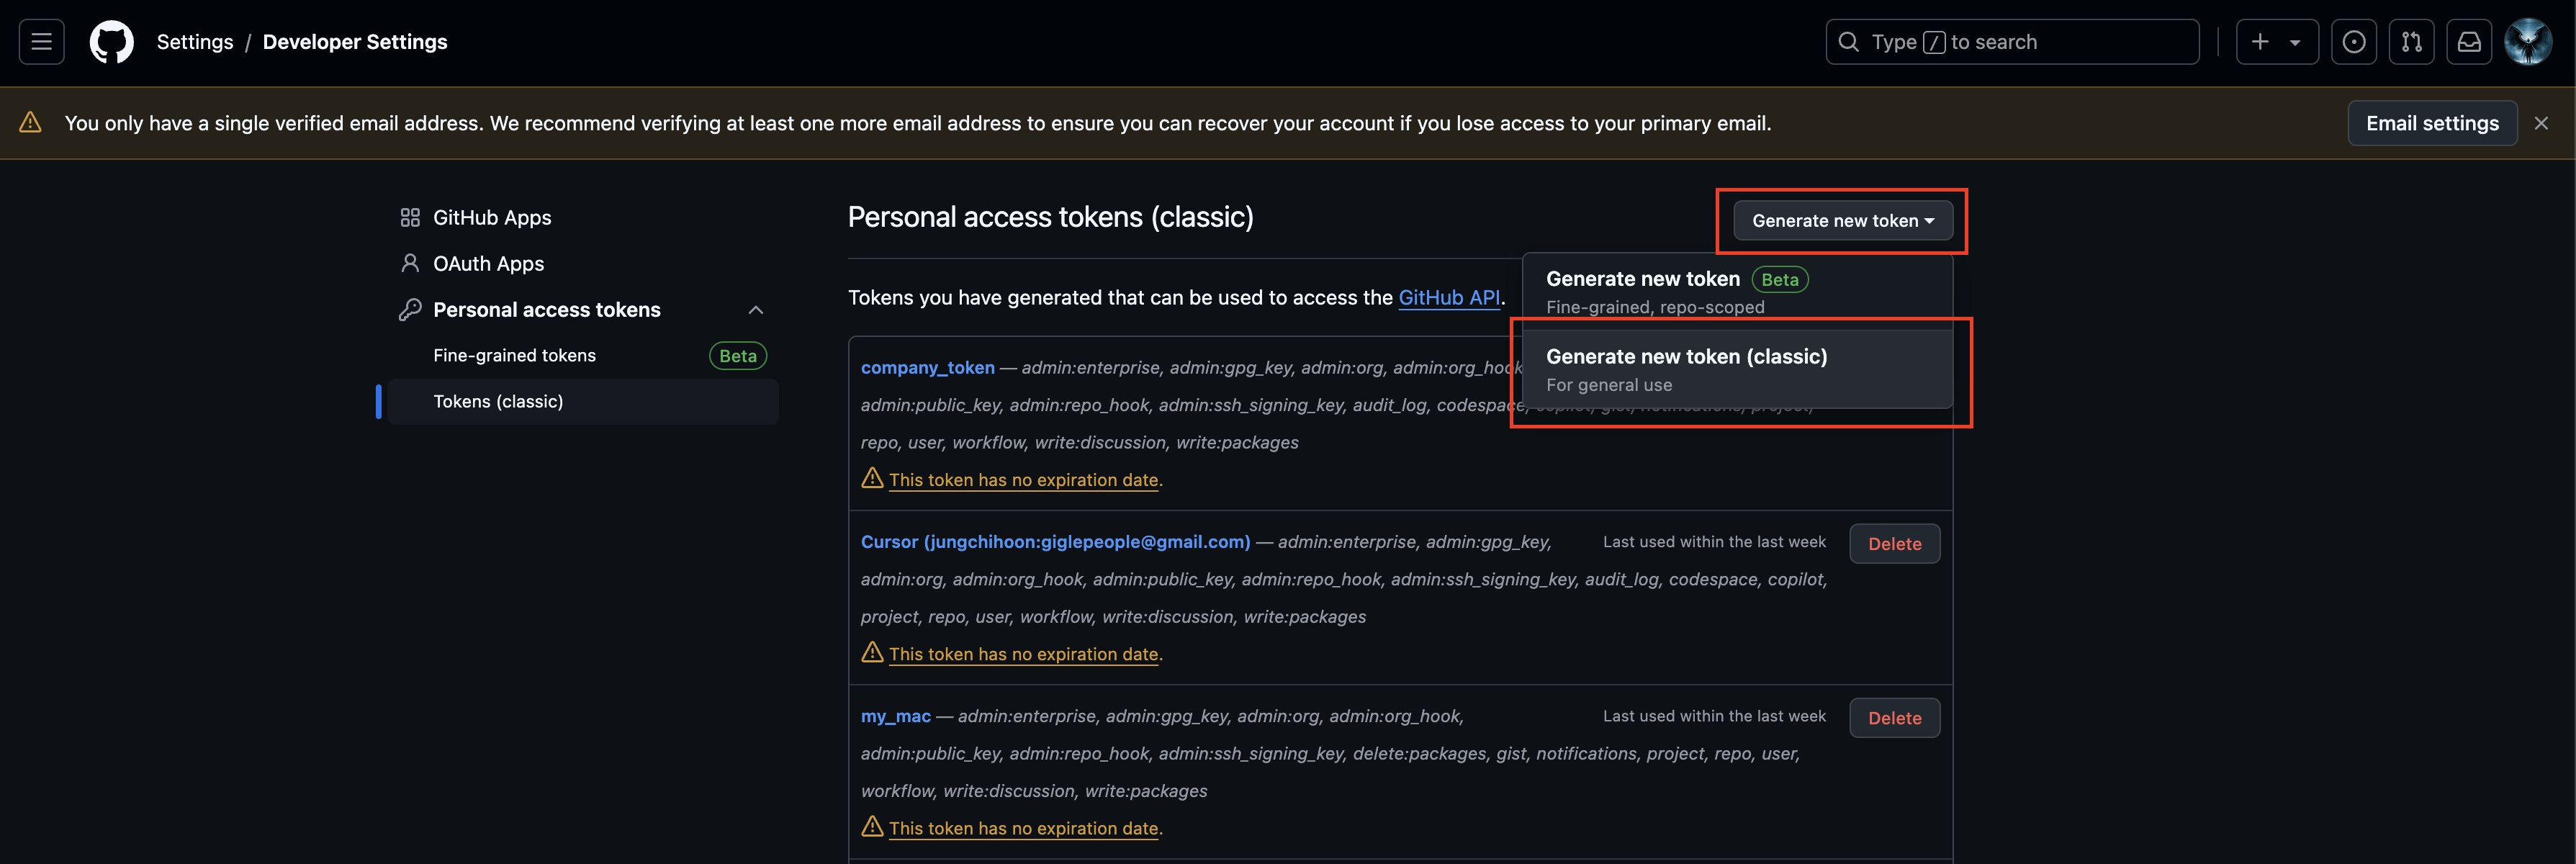 Settings / Developer Settings
Type / to search
You only have a single verified email address. We recommend verifying at least one more email address to ensure you can recover your account if you lose access to your primary email.
Email settings
GitHub Apps
OAuth Apps
Personal access tokens
Fine-grained tokens Beta
Tokens (classic)
Personal access tokens (classic)
Generate new token
Generate new token Beta
Fine-grained, repo-scoped
Generate new token (classic)
For general use
Tokens you have generated that can be used to access the GitHub API.
company_token — admin:enterprise, admin:gpg_key, admin:org, admin:org_hook
admin:public_key, admin:repo_hook, admin:ssh_signing_key, audit_log, codespace, copilot, gist, notifications, project,
repo, user, workflow, write:discussion, write:packages
This token has no expiration date.
Cursor (jungchihoon:giglepeople@gmail.com) — admin:enterprise, admin:gpg_key, Last used within the last week Delete
admin:org, admin:org_hook, admin:public_key, admin:repo_hook, admin:ssh_signing_key, audit_log, codespace, copilot,
project, repo, user, workflow, write:discussion, write:packages
This token has no expiration date.
my_mac — admin:enterprise, admin:gpg_key, admin:org, admin:org_hook, Last used within the last week Delete
admin:public_key, admin:repo_hook, admin:ssh_signing_key, delete:packages, gist, notifications, project, repo, user,
workflow, write:discussion, write:packages
This token has no expiration date.